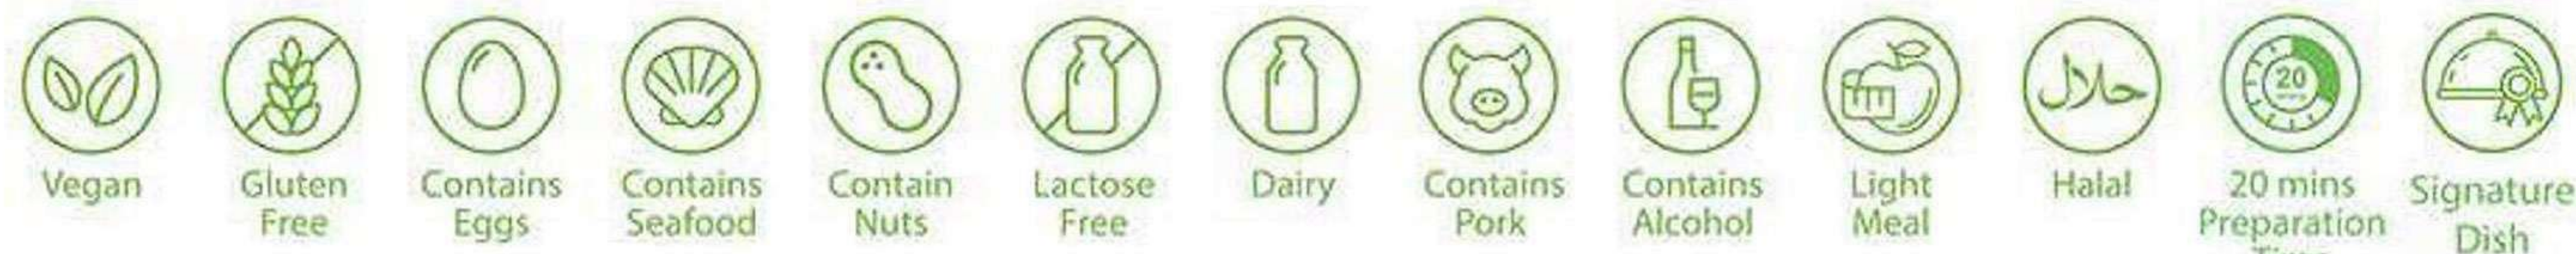 Vegan
Gluten
Free
Contains
Eggs
Contains
Seafood
Contain
Nuts
Lactose
Free
Dairy
Contains
Pork
Contains
Alcohol
Light
Meal
حلال
Halal
20
20 mins
Preparation
Signature
Dish